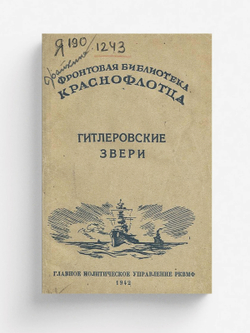 Я 190
1243
ФРОНТОВАЯ БИБЛИОТЕКА
КРАСНОФЛОТЦА
ГИТЛЕРОВСКИЕ
ЗВЕРИ
ГЛАВНОЕ ПОЛИТИЧЕСКОЕ УПРАВЛЕНИЕ РКВМФ
1942